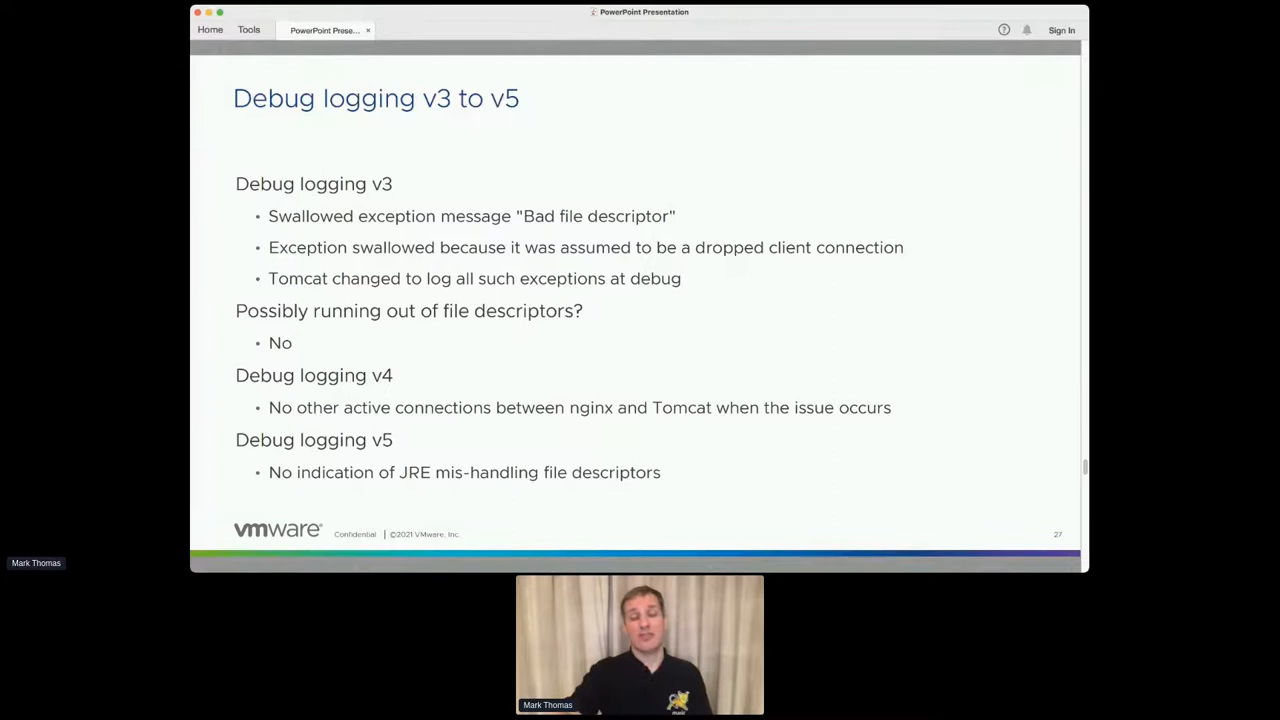 PowerPoint Presentation
Home
Tools
PowerPoint Prese...
×
?
Sign In
Debug logging v3 to v5
Debug logging v3
• Swallowed exception message "Bad file descriptor"
• Exception swallowed because it was assumed to be a dropped client connection
• Tomcat changed to log all such exceptions at debug
Possibly running out of file descriptors?
• No
Debug logging v4
• No other active connections between nginx and Tomcat when the issue occurs
Debug logging v5
• No indication of JRE mis-handling file descriptors
vmware®
Confidential | ©2021 VMware, Inc.
27
Mark Thomas
Mark Thomas